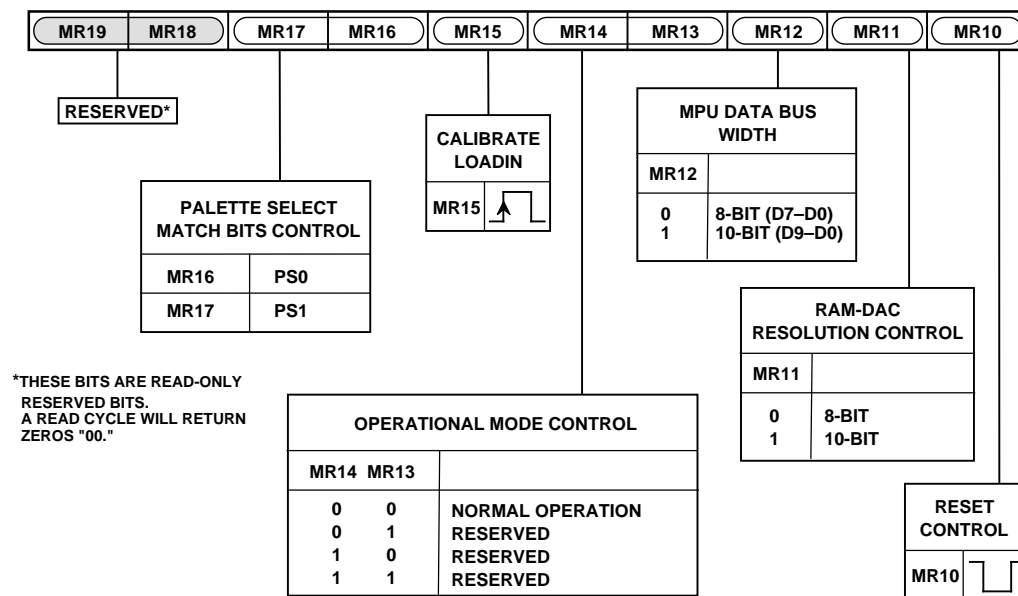 MR19 MR18 MR17 MR16 MR15 MR14 MR13 MR12 MR11 MR10
RESERVED*
PALETTE SELECT
MATCH BITS CONTROL
MR16 PS0
MR17 PS1
CALIBRATE
LOADIN
MR15
MPU DATA BUS
WIDTH
MR12
0 8-BIT (D7–D0)
1 10-BIT (D9–D0)
RAM-DAC
RESOLUTION CONTROL
MR11
0 8-BIT
1 10-BIT
*THESE BITS ARE READ-ONLY
RESERVED BITS.
A READ CYCLE WILL RETURN
ZEROS "00."
OPERATIONAL MODE CONTROL
MR14 MR13
0 0 NORMAL OPERATION
0 1 RESERVED
1 0 RESERVED
1 1 RESERVED
RESET
CONTROL
MR10